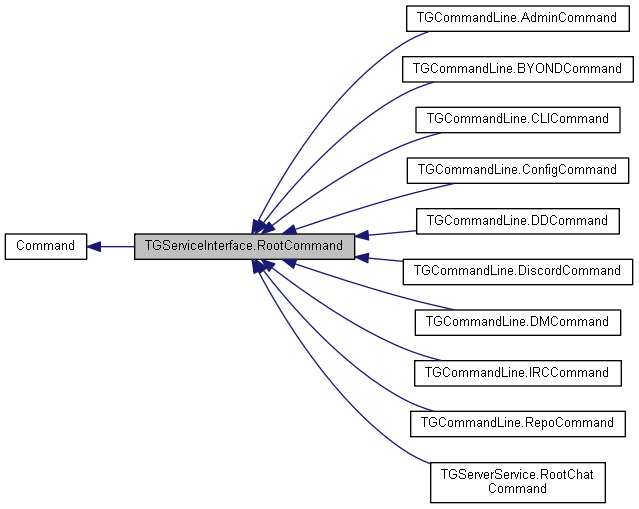 TGCommandLine.AdminCommand
TGCommandLine.BYONDCommand
TGCommandLine.CLICommand
TGCommandLine.ConfigCommand
TGCommandLine.DDCommand
Command
TGServiceInterface.RootCommand
TGCommandLine.DiscordCommand
TGCommandLine.DMCommand
TGCommandLine.IRCCommand
TGCommandLine.RepoCommand
TGServerService.RootChat
Command